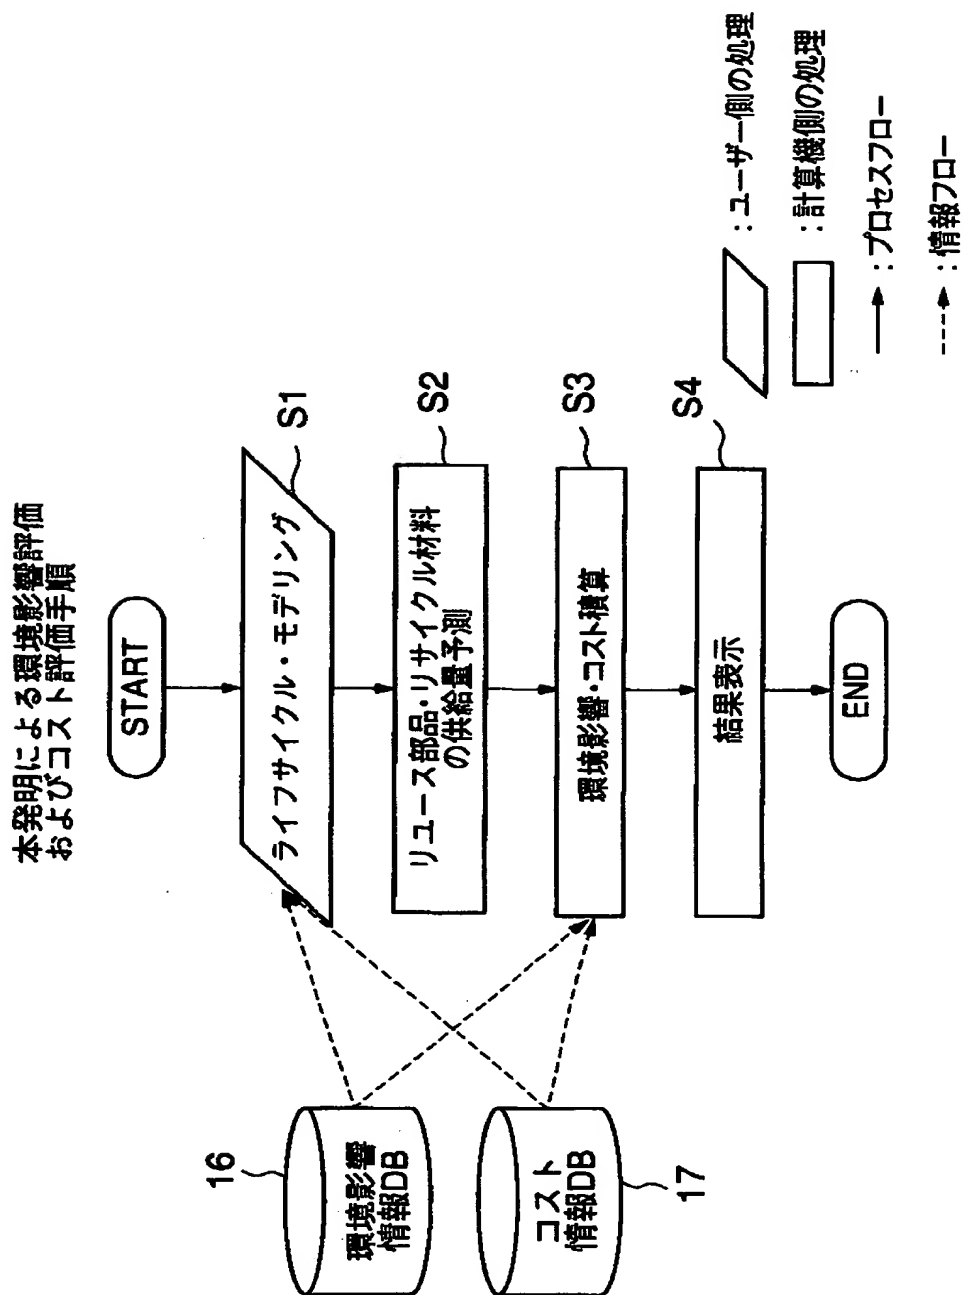 本発明による環境影響評価
およびコスト評価手順
START
ライフサイクル・モデリング
S1
リユース部品・リサイクル材料
の供給量予測
S2
環境影響・コスト積算
S3
結果表示
S4
END
16
環境影響
情報DB
コスト
情報DB
17
：ユーザー側の処理
：計算機側の処理
：プロセスフロー
：情報フロー